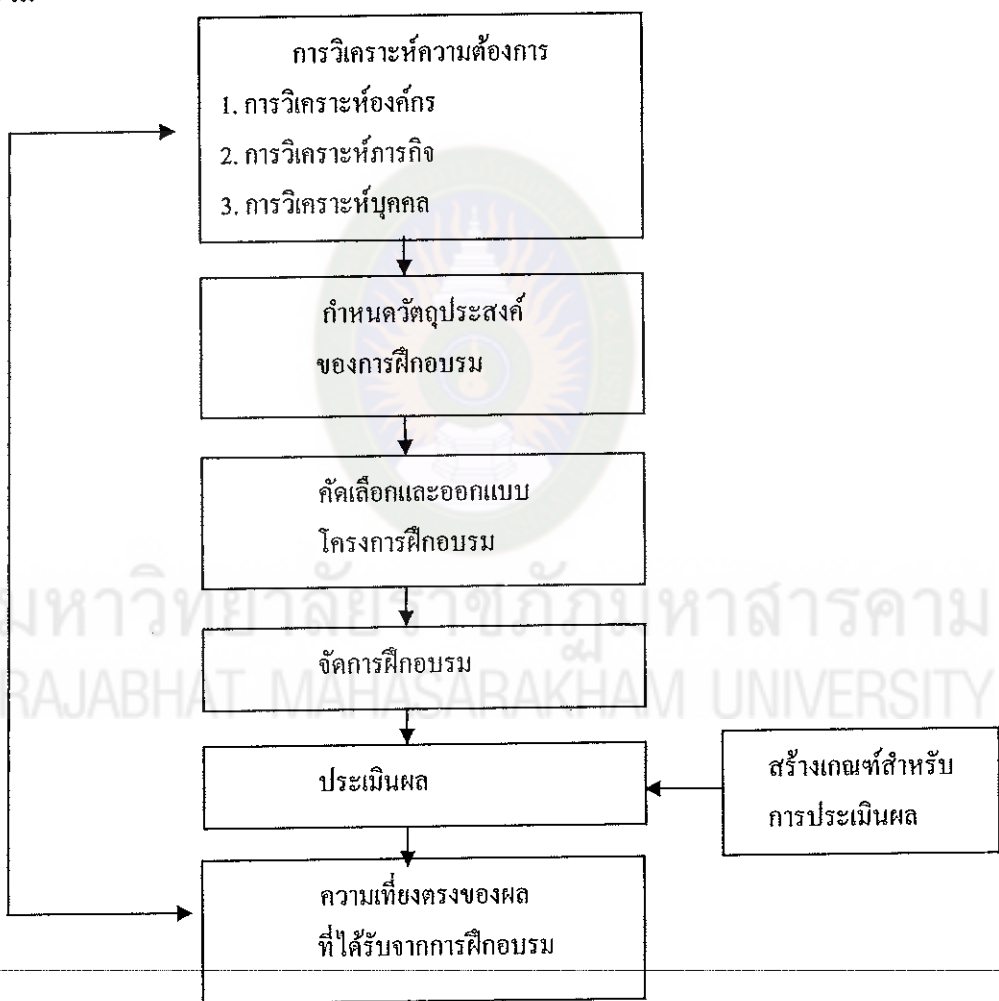 การวิเคราะห์ความต้องการ
1. การวิเคราะห์องค์กร
2. การวิเคราะห์ภารกิจ
3. การวิเคราะห์บุคคล
กำหนดวัตถุประสงค์
ของการฝึกอบรม
คัดเลือกและออกแบบ
โครงการฝึกอบรม
มหาวิทยาลัยราชภัฏมหาสารคาม
จัดการฝึกอบรม
RAJABHAT MAHASARAKHAM UNIVERSITY
ประเมินผล
สร้างเกณฑ์สำหรับ
การประเมินผล
ความเที่ยงตรงของผล
ที่ได้รับจากการฝึกอบรม